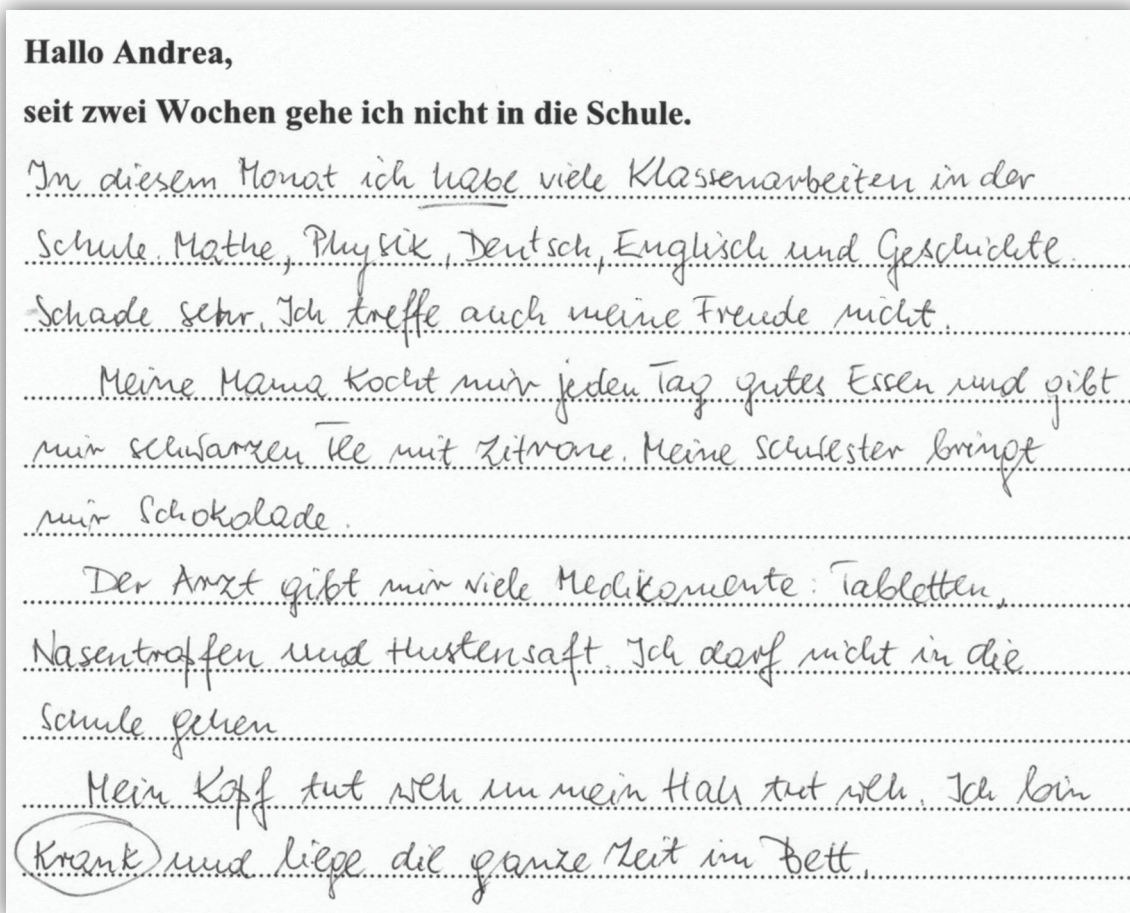 Hallo Andrea,
seit zwei Wochen gehe ich nicht in die Schule.
In diesem Monat ich habe viele Klassenarbeiten in der
Schule. Mathe, Physik, Deutsch, Englisch und Geschichte.
Schade sehr. Ich treffe auch meine Freude nicht.
Meine Mama kocht mir jeden Tag gutes Essen und gibt
mir schwarzen Tee mit Zitrone. Meine Schwester bringt
mir Schokolade.
Der Arzt gibt mir viele Medikamente: Tabletten,
Nasentropfen und Hustensaft. Ich darf nicht in die
Schule gehen
Mein Kopf tut weh un mein Hals tut weh. Ich bin
Krank und liege die ganze Zeit im Bett.